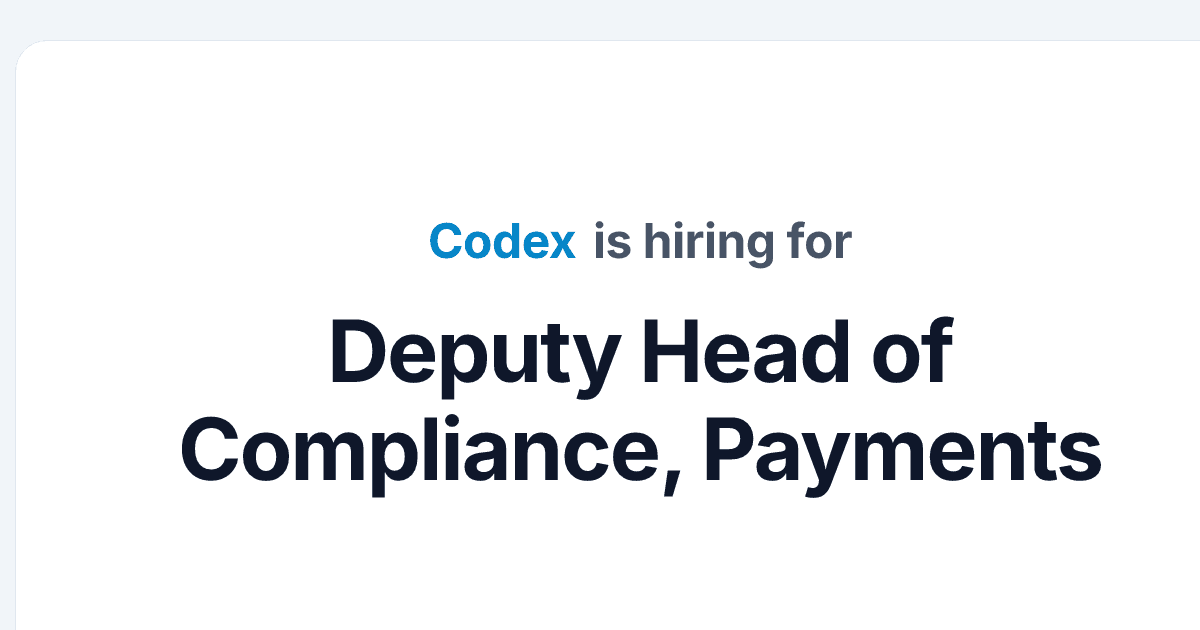 Codex is hiring for
Deputy Head of
Compliance, Payments